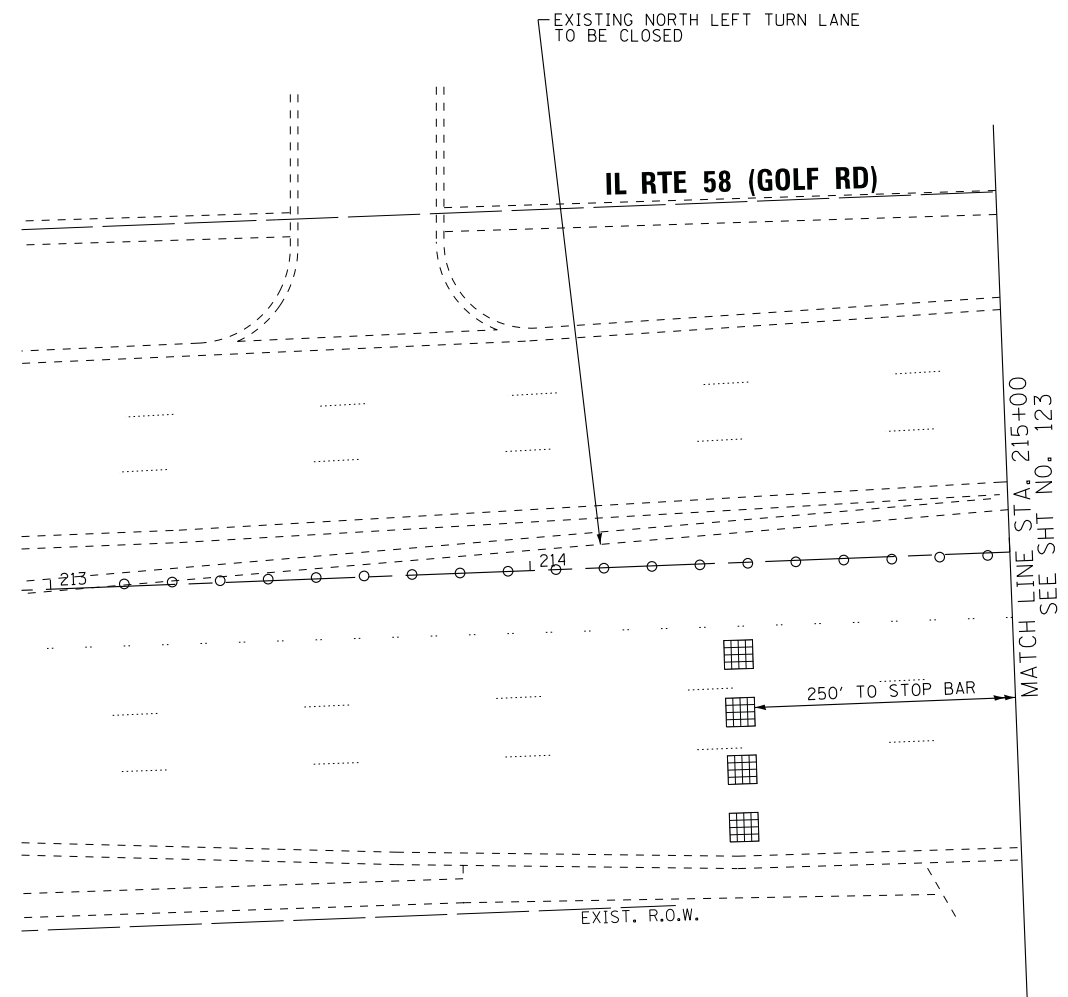 EXISTING NORTH LEFT TURN LANE
TO BE CLOSED
IL RTE 58 (GOLF RD)
213
214
MATCH LINE STA. 215+00
SEE SHT NO. 123
250' TO STOP BAR
EXIST. R.O.W.